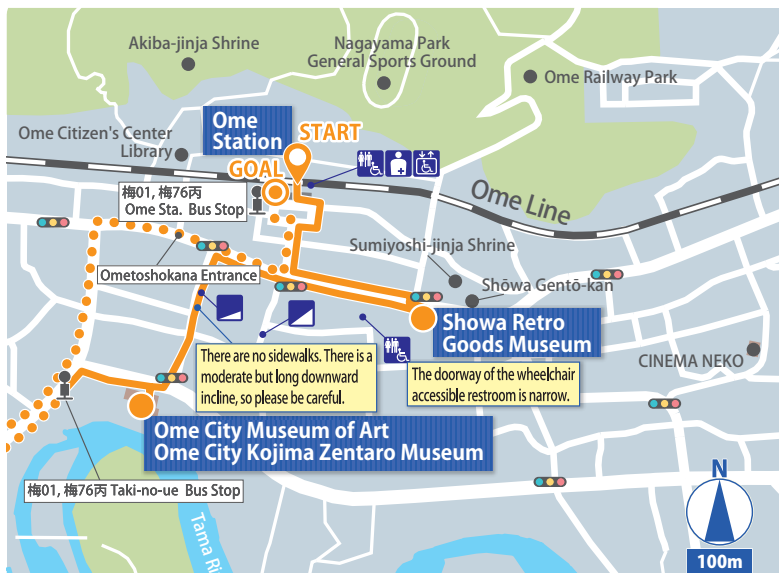 Akiba-jinja Shrine
Nagayama Park
General Sports Ground
Ome Railway Park
Ome
Station
START
Ome Citizen's Center
Library
GOAL
梅01, 梅76丙
Ome Sta. Bus Stop
Ome Line
Sumiyoshi-jinja Shrine
Ometoshokana Entrance
Shōwa Gentō-kan
Showa Retro
Goods Museum
There are no sidewalks. There is a
moderate but long downward
incline, so please be careful.
The doorway of the wheelchair
accessible restroom is narrow.
CINEMA NEKO
Ome City Museum of Art
Ome City Kojima Zentaro Museum
梅01, 梅76丙 Taki-no-ue Bus Stop
Tama Ri
N
100m